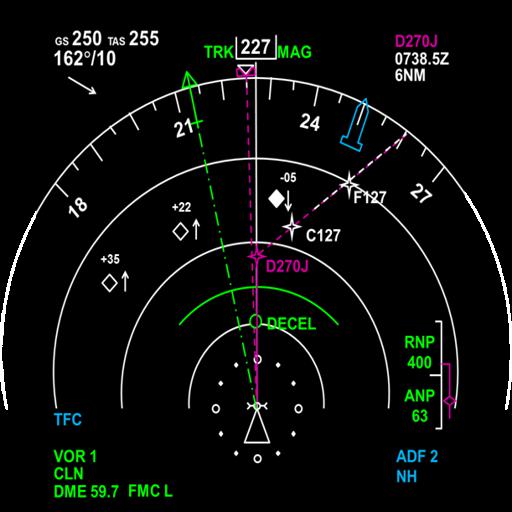 GS 250 TAS 255
162°/10
TRK 227 MAG
D270J
0738.5Z
6NM
18
21
24
27
-05
+22
+35
F127
C127
D270J
DECEL
RNP
400
ANP
63
TFC
VOR 1
CLN
DME 59.7 FMC L
ADF 2
NH